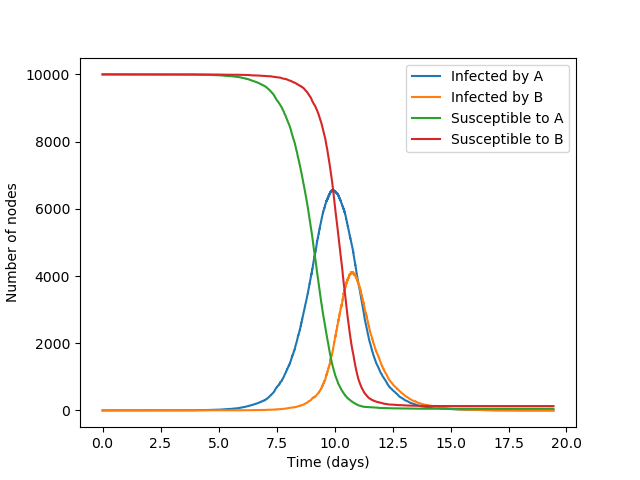 10000
8000
6000
4000
2000
0
Number of nodes
0.0 2.5 5.0 7.5 10.0 12.5 15.0 17.5 20.0
Time (days)
Infected by A
Infected by B
Susceptible to A
Susceptible to B